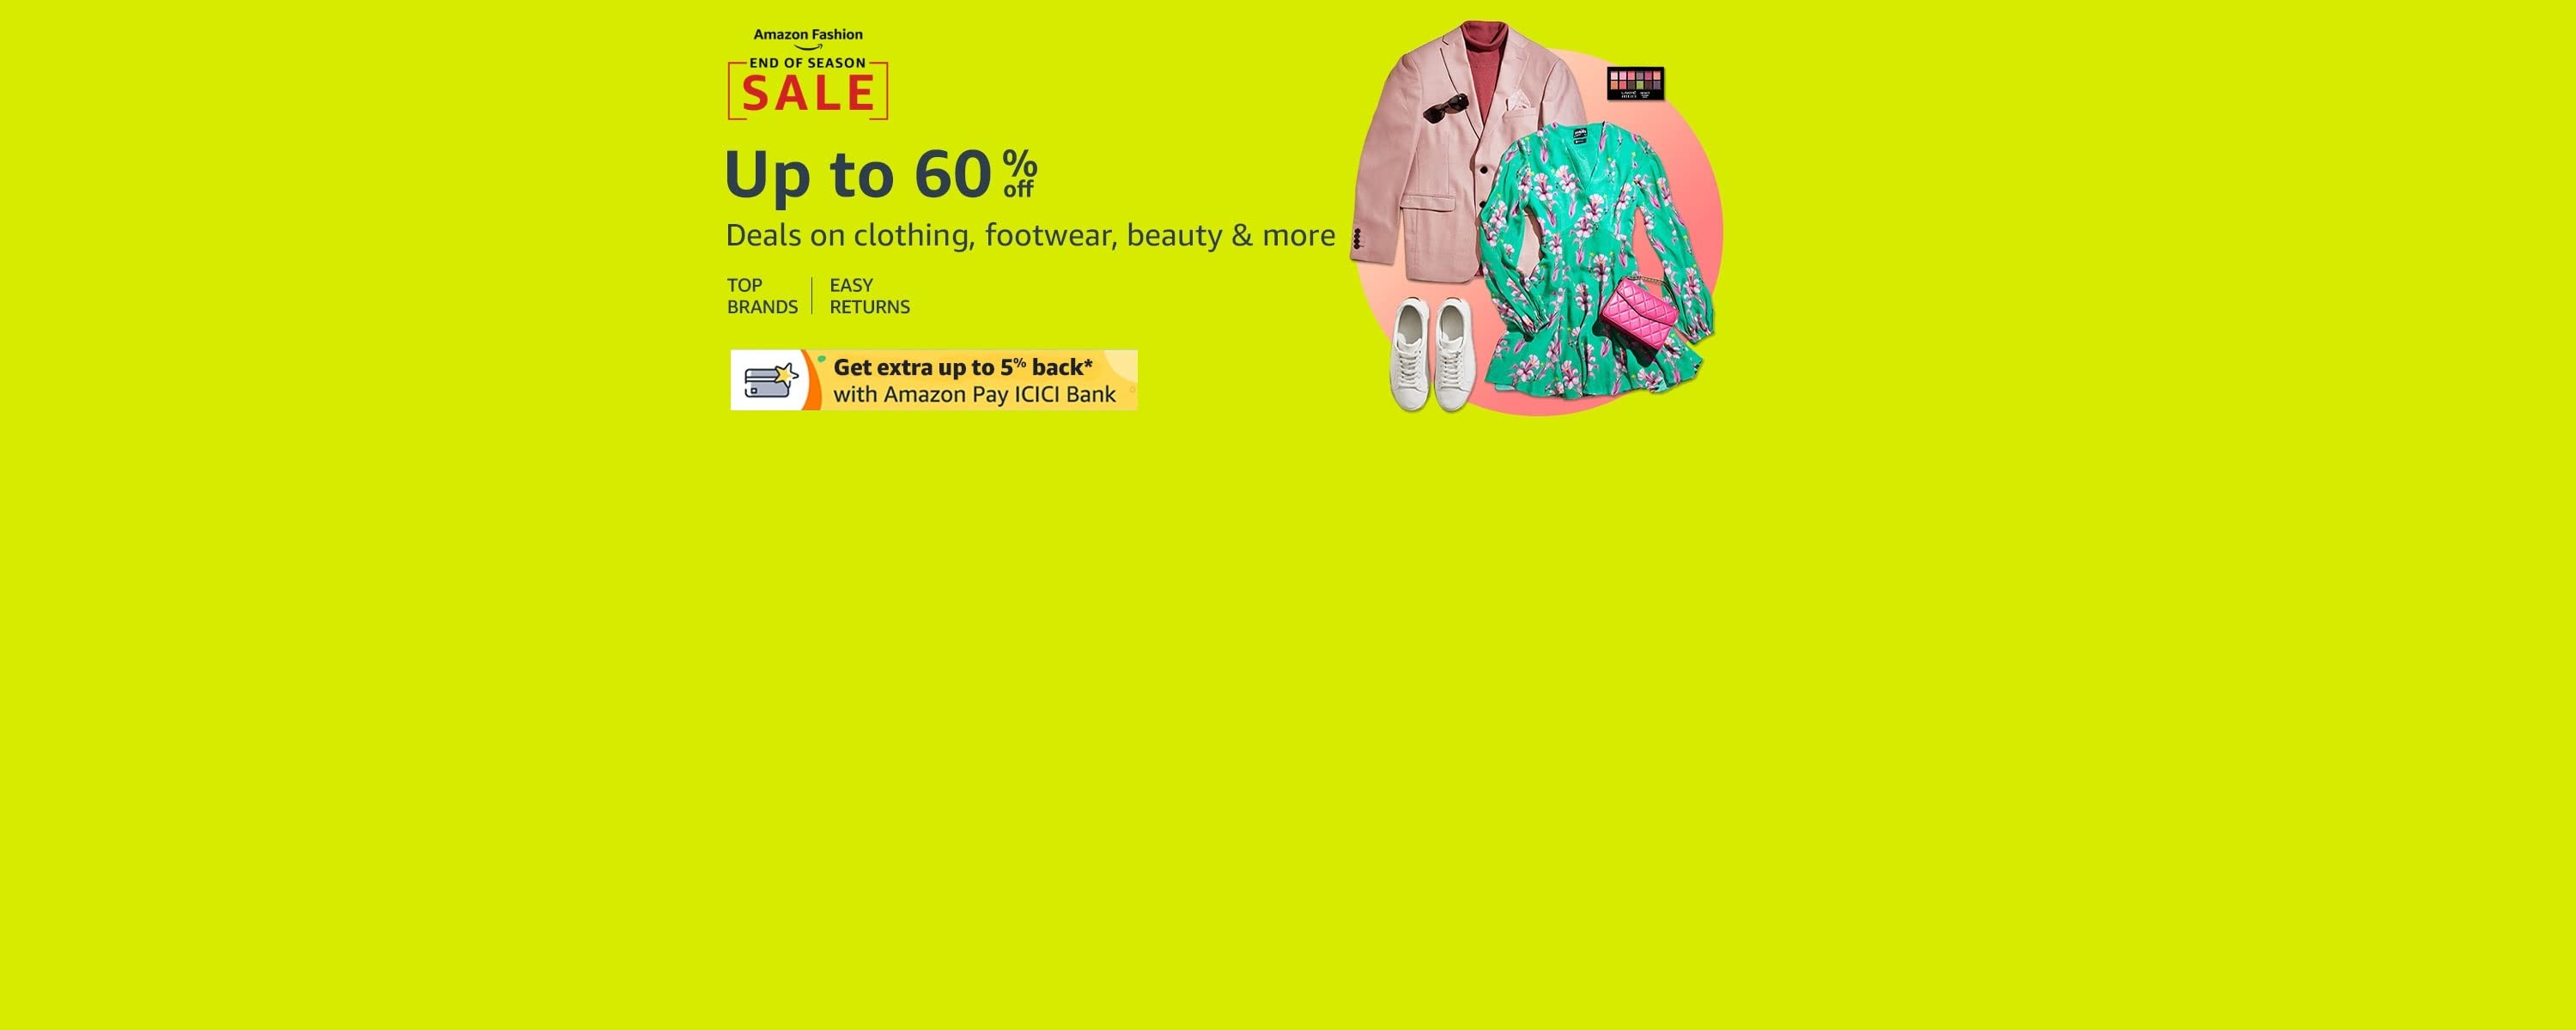 Amazon Fashion
END OF SEASON
SALE
Up to 60 % off
Deals on clothing, footwear, beauty & more
TOP BRANDS
EASY RETURNS
Get extra up to 5% back*
with Amazon Pay ICICI Bank